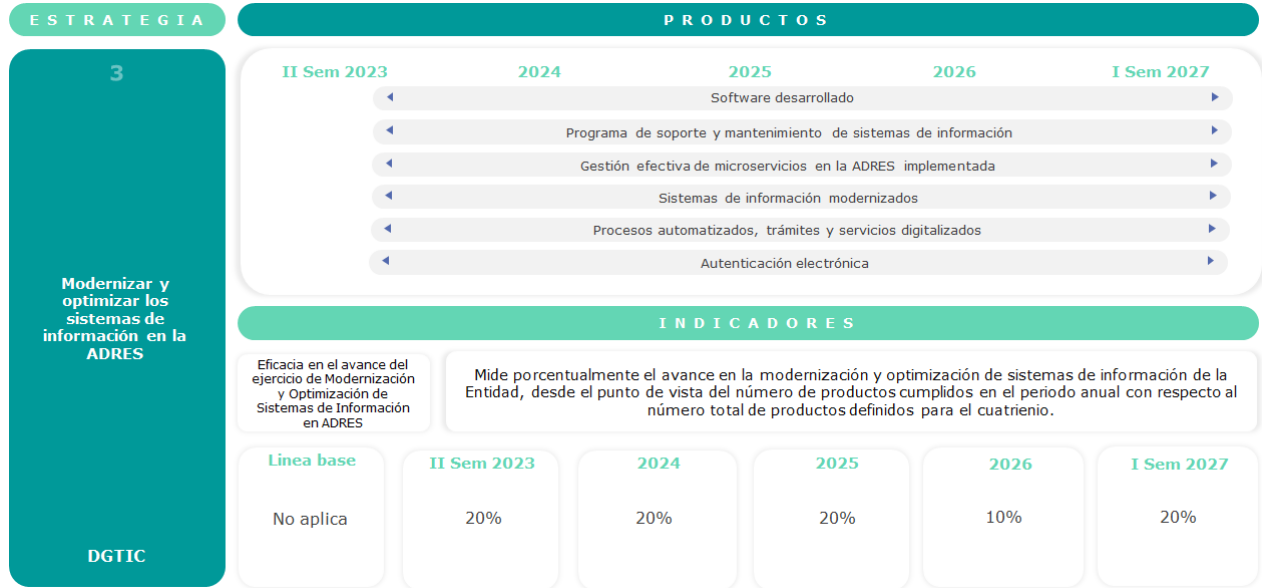 ESTRATEGIA
PRODUCTOS
3
Modernizar y
optimizar los
sistemas de
información en la
ADRES
DGTIC
II Sem 2023 2024 2025 2026 I Sem 2027
Software desarrollado
Programa de soporte y mantenimiento de sistemas de información
Gestión efectiva de microservicios en la ADRES implementada
Sistemas de información modernizados
Procesos automatizados, trámites y servicios digitalizados
Autenticación electrónica
INDICADORES
Eficacia en el avance del
ejercicio de Modernización
y Optimización de
Sistemas de Información
en ADRES
Mide porcentualmente el avance en la modernización y optimización de sistemas de información de la
Entidad, desde el punto de vista del número de productos cumplidos en el periodo anual con respecto al
número total de productos definidos para el cuatrienio.
Linea base II Sem 2023 2024 2025 2026 I Sem 2027
No aplica 20% 20% 20% 10% 20%